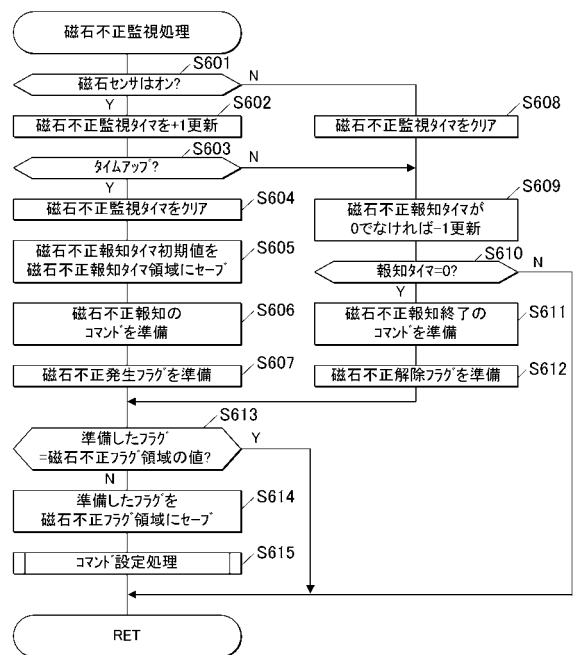 磁石不正監視処理
S601
磁石センサはオン?
N
Y
S602
磁石不正監視タイマを+1更新
S603
タイムアップ?
N
Y
S604
磁石不正監視タイマをクリア
S605
磁石不正報知タイマ初期値を
磁石不正報知タイマ領域にセーブ
S606
磁石不正報知の
コマンドを準備
S607
磁石不正発生フラグを準備
S608
磁石不正監視タイマをクリア
S609
磁石不正報知タイマが
0でなければ-1更新
S610
報知タイマ=0?
N
Y
S611
磁石不正報知終了の
コマンドを準備
S612
磁石不正解除フラグを準備
S613
準備したフラグ
=磁石不正フラグ領域の値?
Y
N
S614
準備したフラグを
磁石不正フラグ領域にセーブ
S615
コマンド設定処理
RET